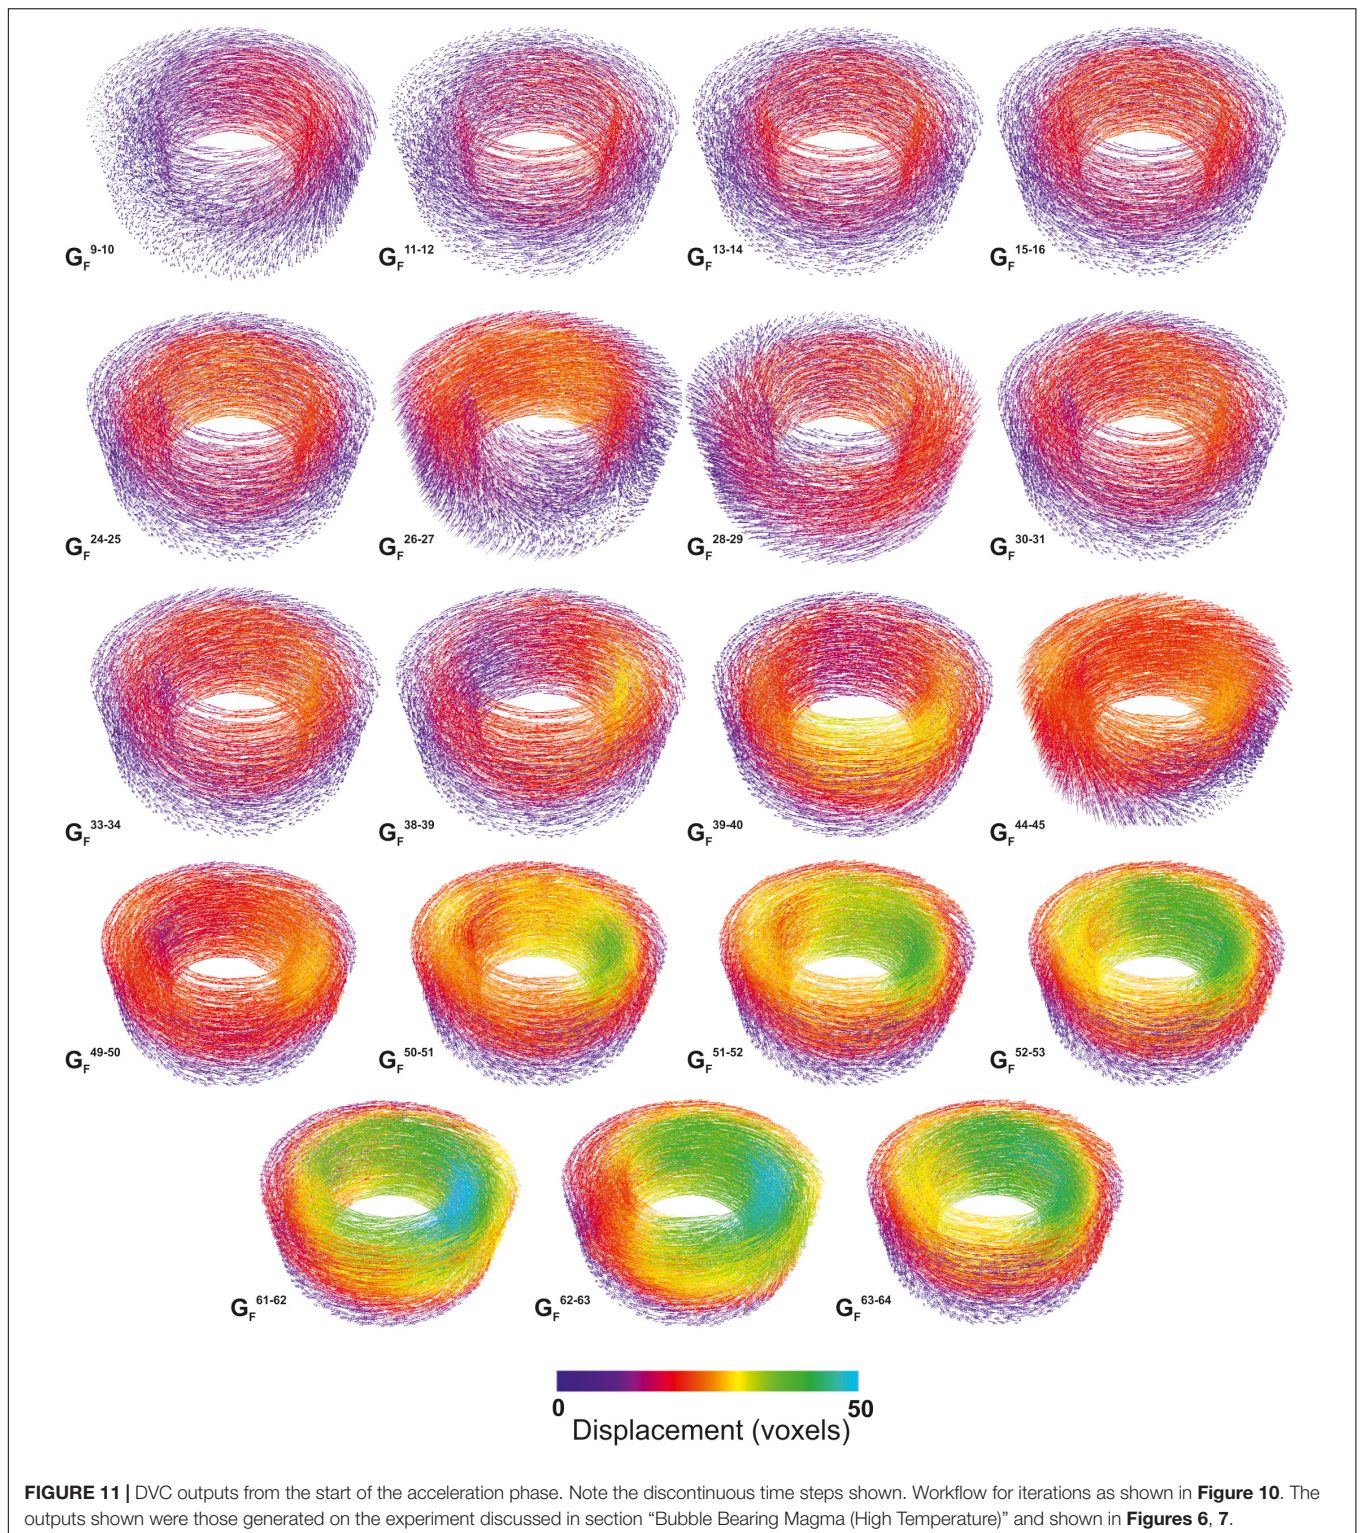 G_F^9-10 G_F^11-12 G_F^13-14 G_F^15-16
G_F^24-25 G_F^26-27 G_F^28-29 G_F^30-31
G_F^33-34 G_F^38-39 G_F^39-40 G_F^44-45
G_F^49-50 G_F^50-51 G_F^51-52 G_F^52-53
G_F^61-62 G_F^62-63 G_F^63-64
0 50
Displacement (voxels)
FIGURE 11 | DVC outputs from the start of the acceleration phase. Note the discontinuous time steps shown. Workflow for iterations as shown in Figure 10. The
outputs shown were those generated on the experiment discussed in section “Bubble Bearing Magma (High Temperature)” and shown in Figures 6, 7.